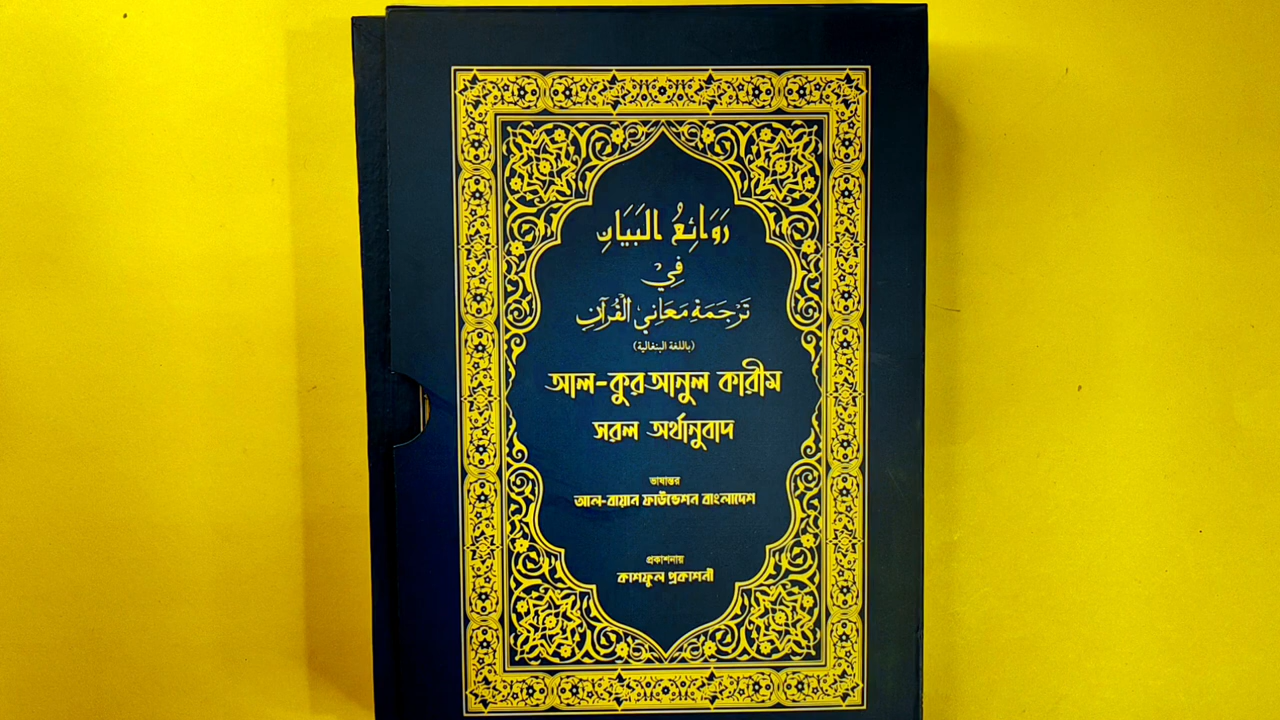 رَوَائِعُ البَيَانِ
فِي
تَرْجَمَةِ مَعَانِي الْقُرْآنِ
(باللغة البنغالية)
আল-কুরআনুল কারীম
সরল অর্থানুবাদ
ভাষান্তর
আল-বায়ান ফাউন্ডেশন বাংলাদেশ
প্রকাশনায়
কাশফুল প্রকাশনী